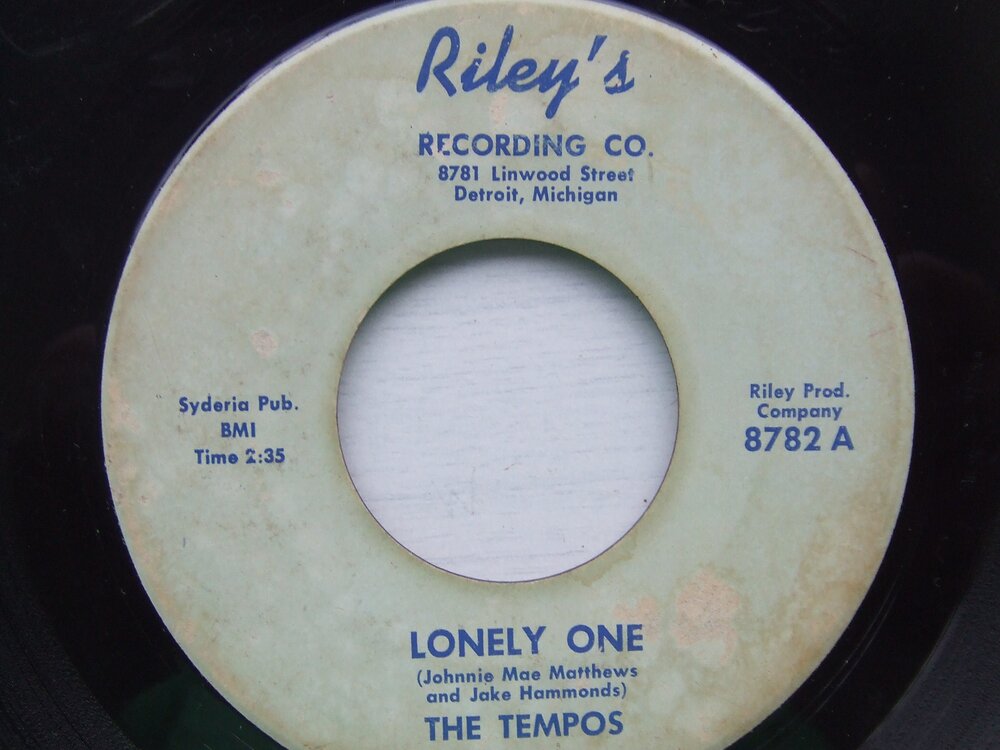 Riley's
RECORDING CO.
8781 Linwood Street
Detroit, Michigan
Syderia Pub.
BMI
Time 2:35
Riley Prod.
Company
8782 A
LONELY ONE
(Johnnie Mae Matthews
and Jake Hammonds)
THE TEMPOS